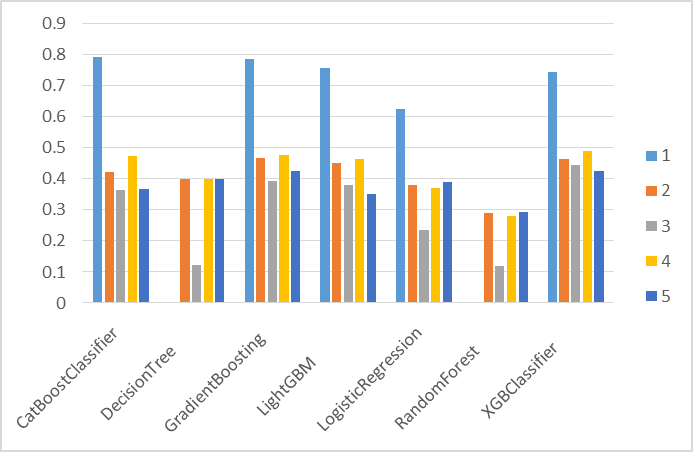 0.9
0.8
0.7
0.6
0.5
0.4
0.3
0.2
0.1
0
CatBoostClassifier
DecisionTree
GradientBoosting
LightGBM
LogisticRegression
RandomForest
XGBClassifier
1
2
3
4
5